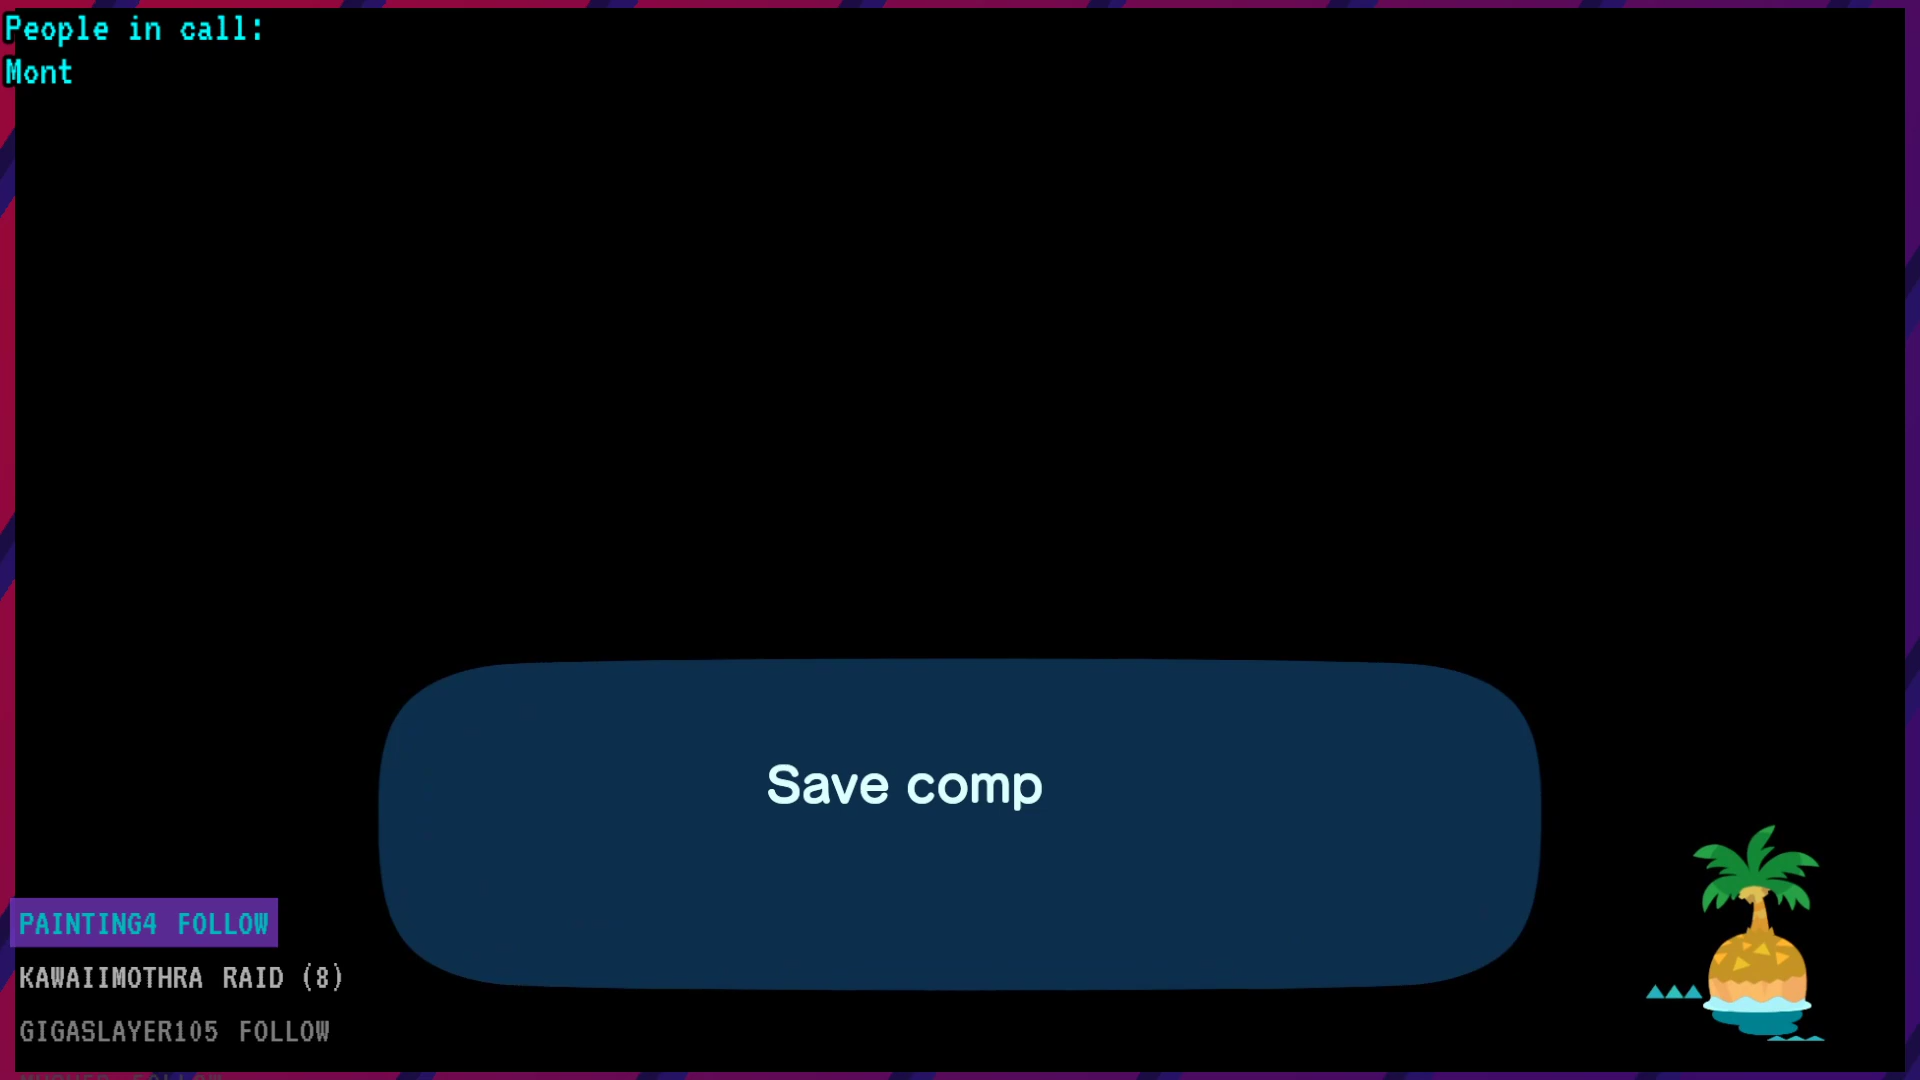 People in call:
Mont
Save comp
PAINTING4 FOLLOW
KAWAIIMOTHRA RAID (8)
GIGASLAYER105 FOLLOW